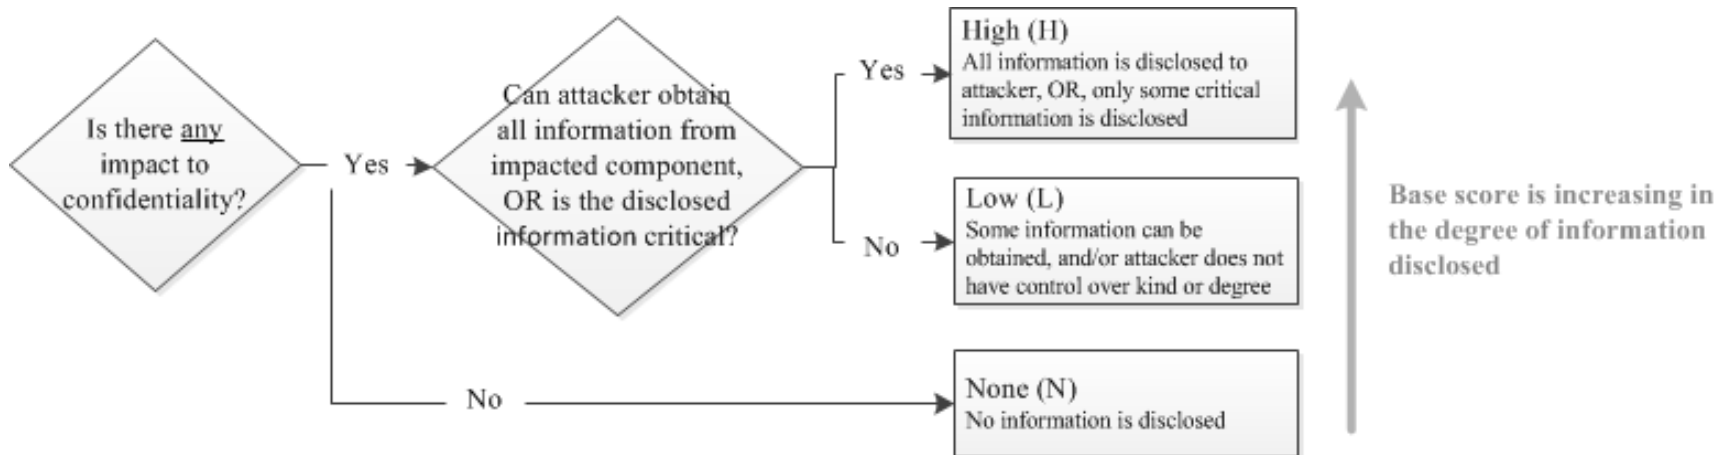 Is there any
impact to
confidentiality?
Yes
Can attacker obtain
all information from
impacted component,
OR is the disclosed
information critical?
Yes
High (H)
All information is disclosed to
attacker, OR, only some critical
information is disclosed
No
Low (L)
Some information can be
obtained, and/or attacker does not
have control over kind or degree
No
None (N)
No information is disclosed
Base score is increasing in
the degree of information
disclosed